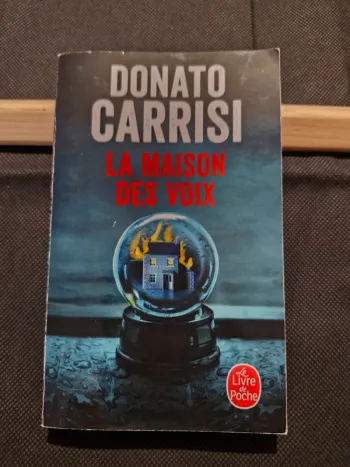 DONATO
CARRISI
LA MAISON
DES VOIX
Le
Livre
de
Poche